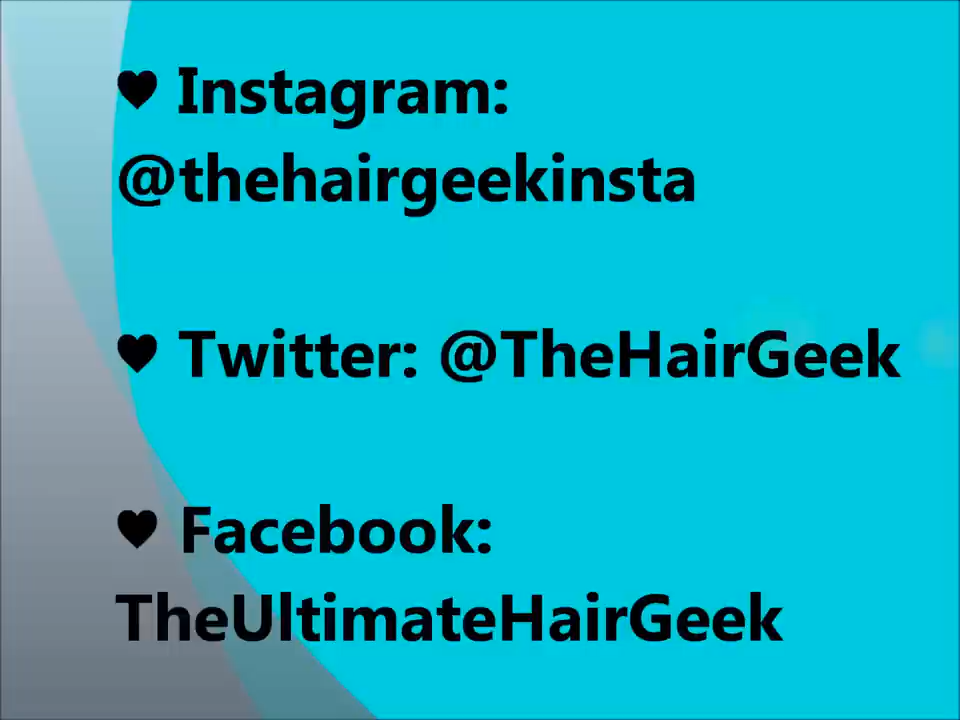 ♥ Instagram:
@thehairgeekinsta
♥ Twitter: @TheHairGeek
♥ Facebook:
TheUltimateHairGeek